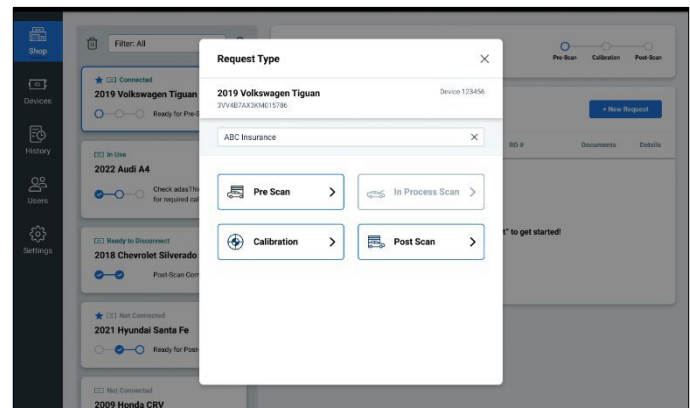 Shop
Devices
History
Users
Settings
Filter: All
Connected
2019 Volkswagen Tiguan
Ready for Pre-S
In Use
2022 Audi A4
Check adasThi
for required cal
Ready to Disconnect
2018 Chevrolet Silverado
Post-Scan Com
Not Connected
2021 Hyundai Santa Fe
Ready for Post-
Not Connected
2009 Honda CRV
Request Type
2019 Volkswagen Tiguan
Device 123456
3VV4B7AX3KM015786
ABC Insurance
Pre Scan
In Process Scan
Calibration
Post Scan
Pre-Scan Calibration Post-Scan
+ New Request
RO # Documents Details
t" to get started!